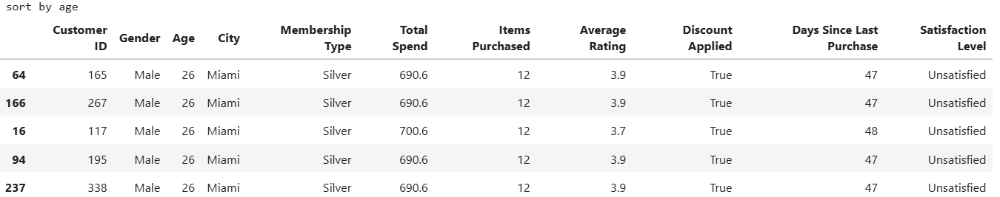 sort by age
Customer ID Gender Age City Membership Type Total Spend Items Purchased Average Rating Discount Applied Days Since Last Purchase Satisfaction Level
64 165 Male 26 Miami Silver 690.6 12 3.9 True 47 Unsatisfied
166 267 Male 26 Miami Silver 690.6 12 3.9 True 47 Unsatisfied
16 117 Male 26 Miami Silver 700.6 12 3.7 True 48 Unsatisfied
94 195 Male 26 Miami Silver 690.6 12 3.9 True 47 Unsatisfied
237 338 Male 26 Miami Silver 690.6 12 3.9 True 47 Unsatisfied